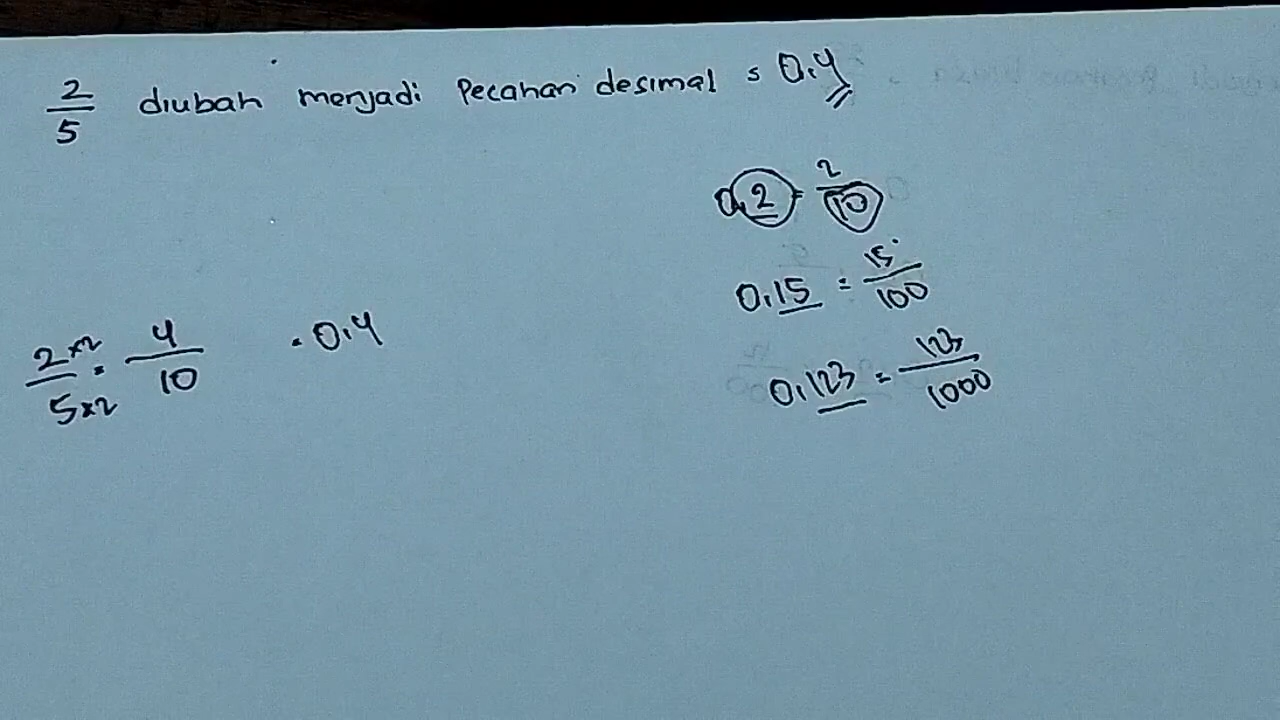 2/5 diubah menjadi Pecahan desimal = 0,4
0,2 = 2/10
0,15 = 15/100
2×2/5×2 = 4/10 = 0,4
0,123 = 123/1000